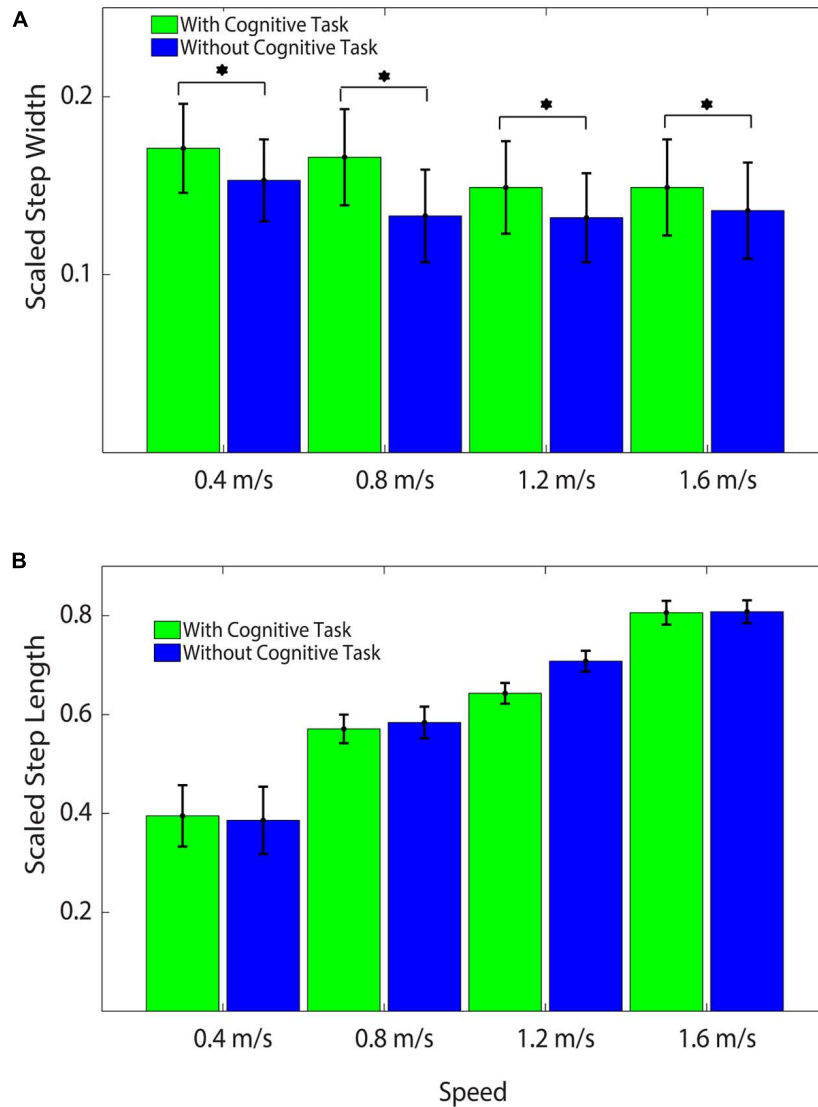 A
With Cognitive Task
Without Cognitive Task
Scaled Step Width
0.2
0.1
0.4 m/s
0.8 m/s
1.2 m/s
1.6 m/s
B
With Cognitive Task
Without Cognitive Task
Scaled Step Length
0.8
0.6
0.4
0.2
0.4 m/s
0.8 m/s
1.2 m/s
1.6 m/s
Speed